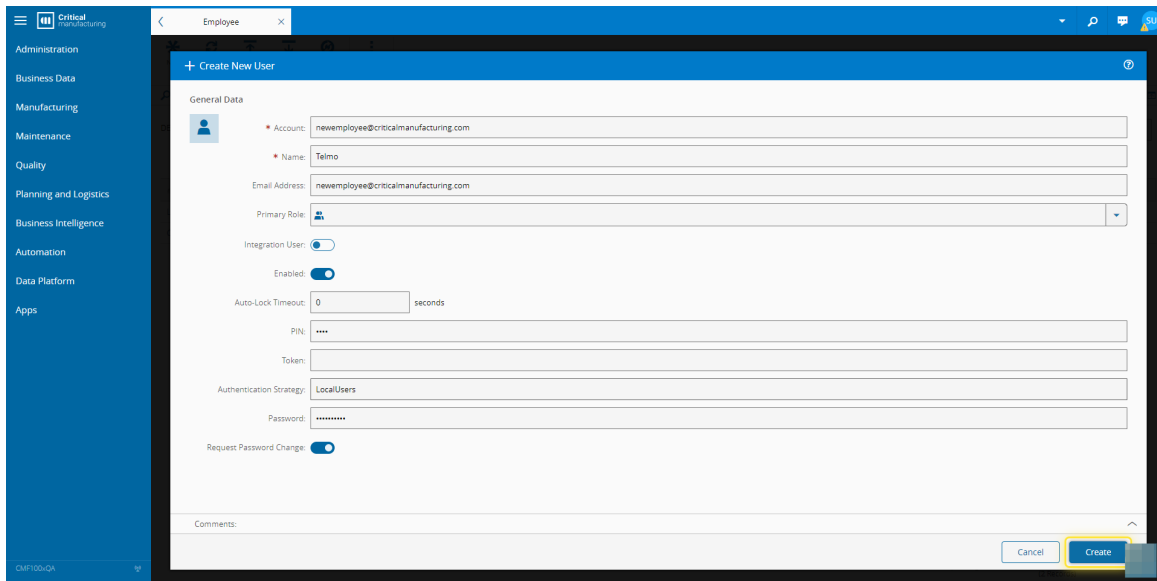 Critical
manufacturing
Employee
SU
Administration
Business Data
Manufacturing
Maintenance
Quality
Planning and Logistics
Business Intelligence
Automation
Data Platform
Apps
CMF100xQA
Create New User
General Data
* Account: newemployee@criticalmanufacturing.com
* Name: Telmo
Email Address: newemployee@criticalmanufacturing.com
Primary Role:
Integration User:
Enabled:
Auto-Lock Timeout: 0 seconds
PIN: ••••
Token:
Authentication Strategy: LocalUsers
Password: ••••••••••
Request Password Change:
Comments:
Cancel
Create